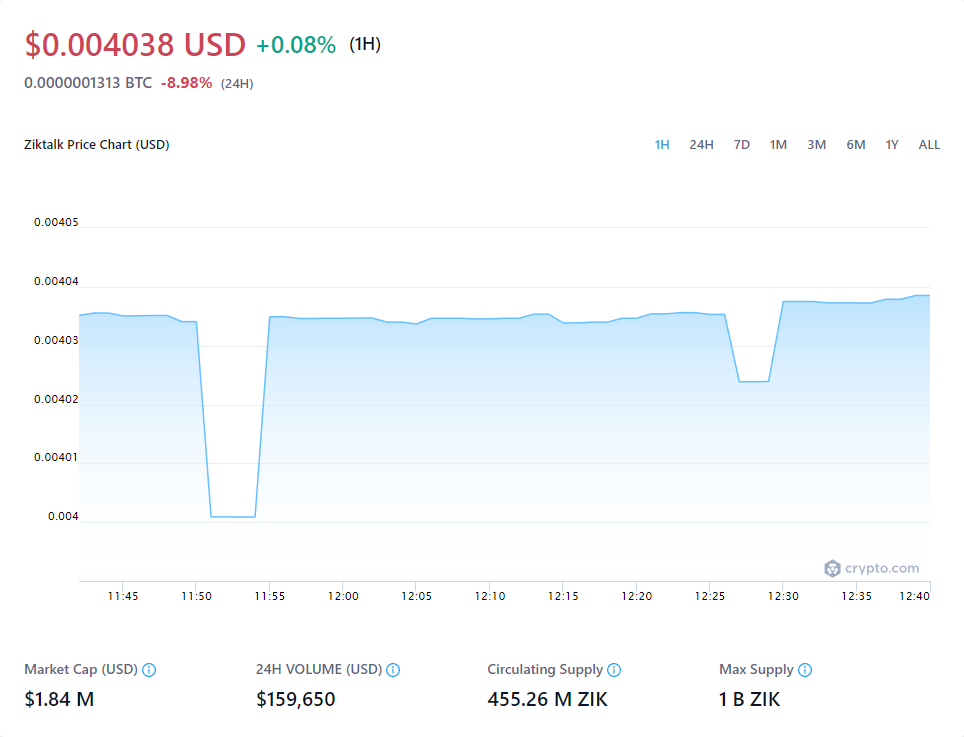 $0.004038 USD +0.08% (1H)
0.0000001313 BTC -8.98% (24H)
Ziktalk Price Chart (USD) 1H 24H 7D 1M 3M 6M 1Y ALL
0.00405
0.00404
0.00403
0.00402
0.00401
0.004
crypto.com
11:45 11:50 11:55 12:00 12:05 12:10 12:15 12:20 12:25 12:30 12:35 12:40
Market Cap (USD) 24H VOLUME (USD) Circulating Supply Max Supply
$1.84 M $159,650 455.26 M ZIK 1 B ZIK